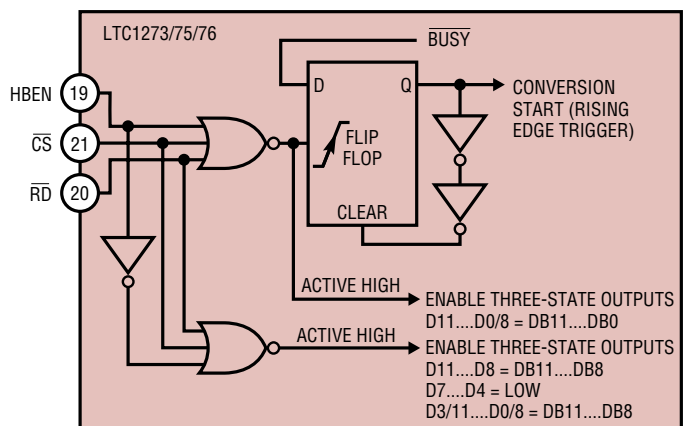 LTC1273/75/76
BUSY
HBEN 19
D Q
CONVERSION
START (RISING
EDGE TRIGGER)
CS 21
FLIP
FLOP
RD 20
CLEAR
ACTIVE HIGH
ENABLE THREE-STATE OUTPUTS
D11....D0/8 = DB11....DB0
ACTIVE HIGH
ENABLE THREE-STATE OUTPUTS
D11....D8 = DB11....DB8
D7....D4 = LOW
D3/11....D0/8 = DB11....DB8